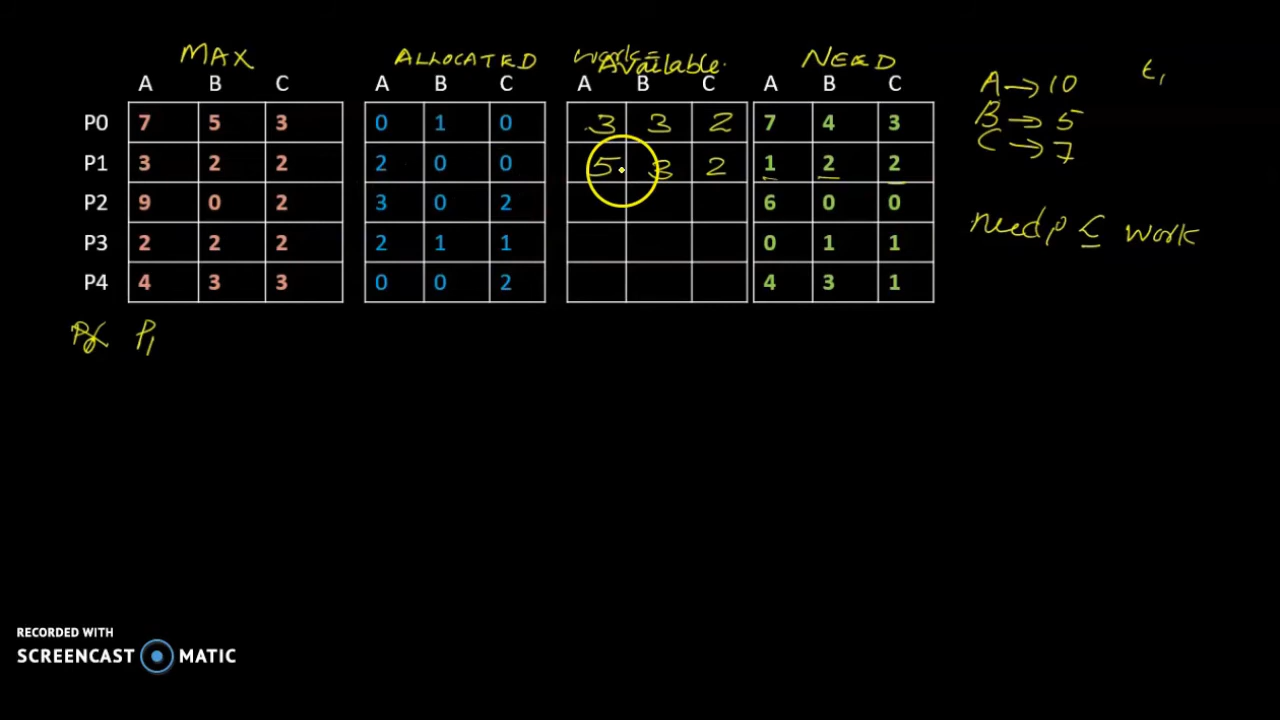 MAX ALLOCATED work= Available NEED
A B C A B C A B C A B C A→10 t1
P0 7 5 3 0 1 0 3 3 2 7 4 3 B→5
P1 3 2 2 2 0 0 5 3 2 1 2 2 C→7
P2 9 0 2 3 0 2 6 0 0
needP ≤ work
P3 2 2 2 2 1 1 0 1 1
P4 4 3 3 0 0 2 4 3 1
P1
RECORDED WITH
SCREENCAST MATIC